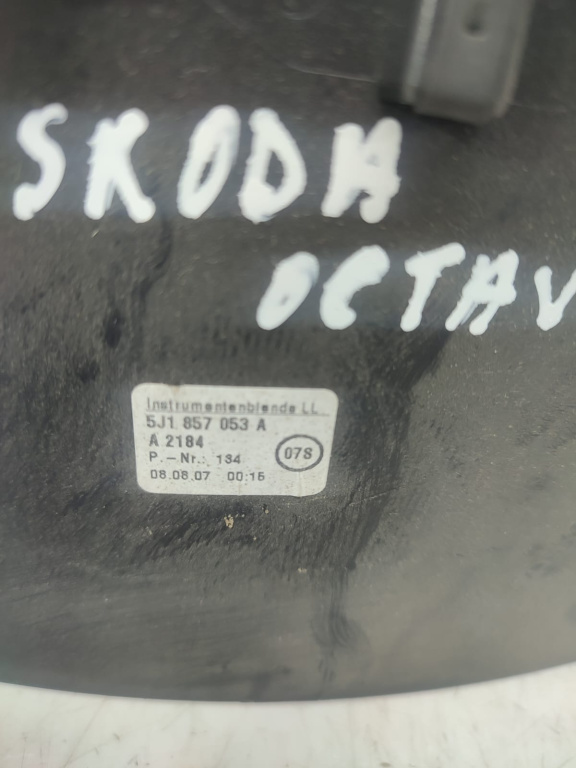 SKODA
OCTAV
Instrumentenblende LL
5J1 857 053 A
A 2184
P.-Nr.: 134
07S
08.08.07 00:15